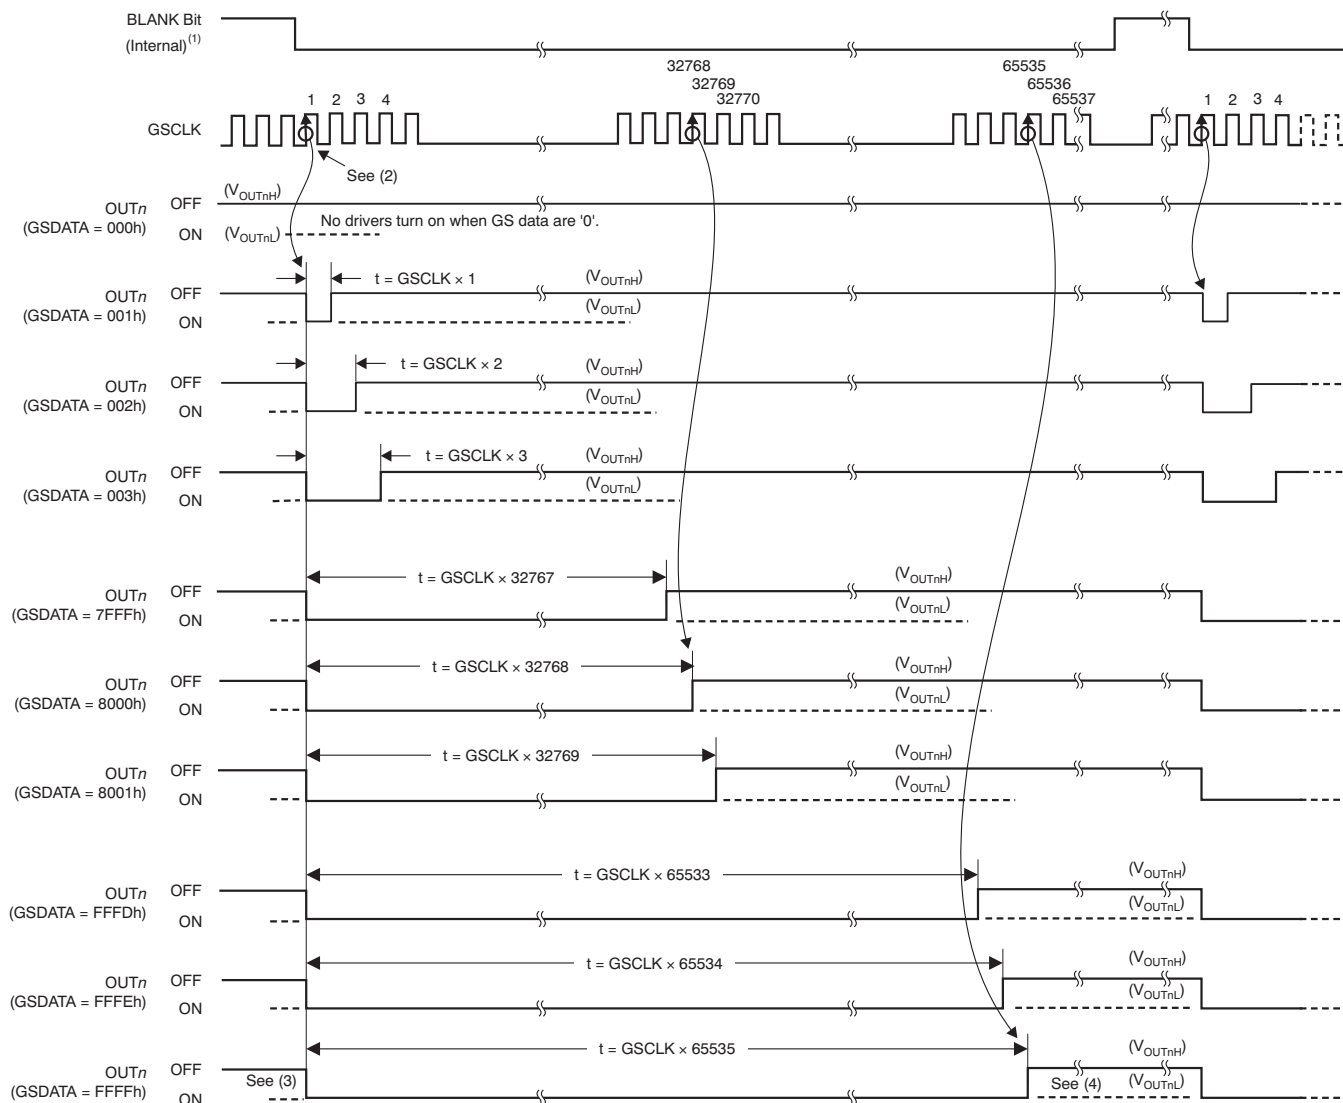 BLANK Bit
(Internal)(1)
32768
32769
32770
65535
65536
65537
GSCLK
1 2 3 4
1 2 3 4
See (2)
OUTn
(GSDATA = 000h)
OFF
(VOUTnH)
ON
(VOUTnL)
No drivers turn on when GS data are '0'.
OUTn
(GSDATA = 001h)
OFF
ON
t = GSCLK × 1
(VOUTnH)
(VOUTnL)
OUTn
(GSDATA = 002h)
OFF
ON
t = GSCLK × 2
(VOUTnH)
(VOUTnL)
OUTn
(GSDATA = 003h)
OFF
ON
t = GSCLK × 3
(VOUTnH)
(VOUTnL)
OUTn
(GSDATA = 7FFFh)
OFF
ON
t = GSCLK × 32767
(VOUTnH)
(VOUTnL)
OUTn
(GSDATA = 8000h)
OFF
ON
t = GSCLK × 32768
(VOUTnH)
(VOUTnL)
OUTn
(GSDATA = 8001h)
OFF
ON
t = GSCLK × 32769
(VOUTnH)
(VOUTnL)
OUTn
(GSDATA = FFFDh)
OFF
ON
t = GSCLK × 65533
(VOUTnH)
(VOUTnL)
OUTn
(GSDATA = FFFEh)
OFF
ON
t = GSCLK × 65534
(VOUTnH)
(VOUTnL)
OUTn
(GSDATA = FFFFh)
OFF
ON
See (3)
t = GSCLK × 65535
See (4)
(VOUTnH)
(VOUTnL)